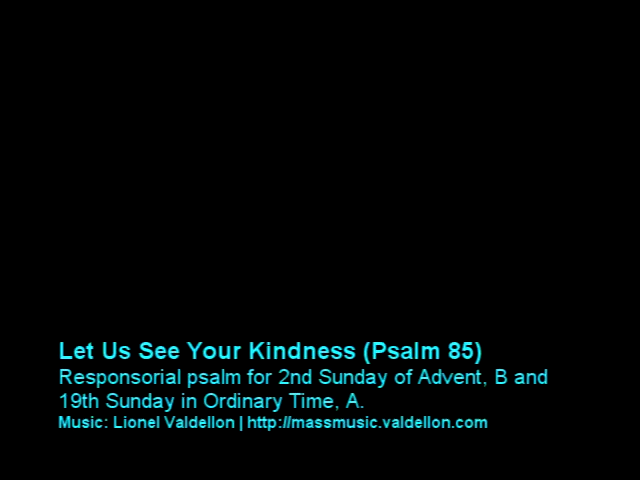 Let Us See Your Kindness (Psalm 85)
Responsorial psalm for 2nd Sunday of Advent, B and
19th Sunday in Ordinary Time, A.
Music: Lionel Valdellon | http://massmusic.valdellon.com